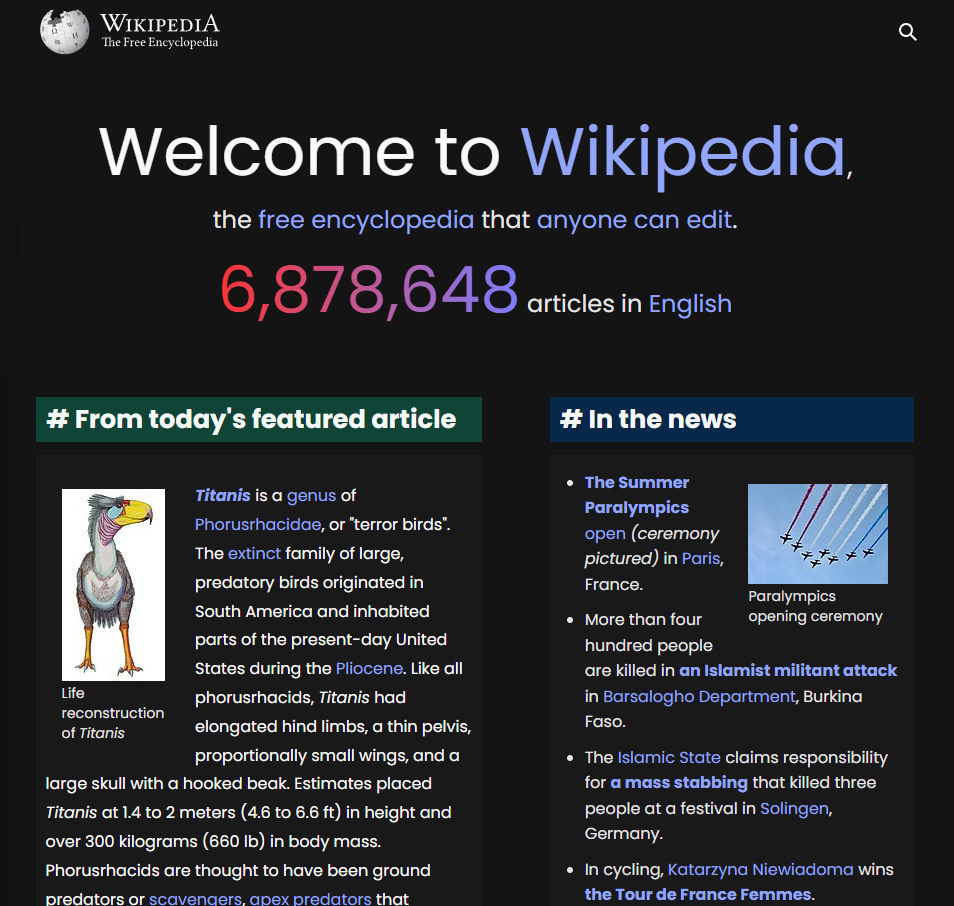 WIKIPEDIA
The Free Encyclopedia
Welcome to Wikipedia,
the free encyclopedia that anyone can edit.
6,878,648 articles in English
# From today's featured article
Titanis is a genus of
Phorusrhacidae, or "terror birds".
The extinct family of large,
predatory birds originated in
South America and inhabited
parts of the present-day United
States during the Pliocene. Like all
phorusrhacids, Titanis had
elongated hind limbs, a thin pelvis,
proportionally small wings, and a
Life
reconstruction
of Titanis
large skull with a hooked beak. Estimates placed
Titanis at 1.4 to 2 meters (4.6 to 6.6 ft) in height and
over 300 kilograms (660 lb) in body mass.
Phorusrhacids are thought to have been ground
predators or scavengers, apex predators that
# In the news
The Summer
Paralympics
open (ceremony
pictured) in Paris,
France.
Paralympics
opening ceremony
More than four
hundred people
are killed in an Islamist militant attack
in Barsalogho Department, Burkina
Faso.
The Islamic State claims responsibility
for a mass stabbing that killed three
people at a festival in Solingen,
Germany.
In cycling, Katarzyna Niewiadoma wins
the Tour de France Femmes.